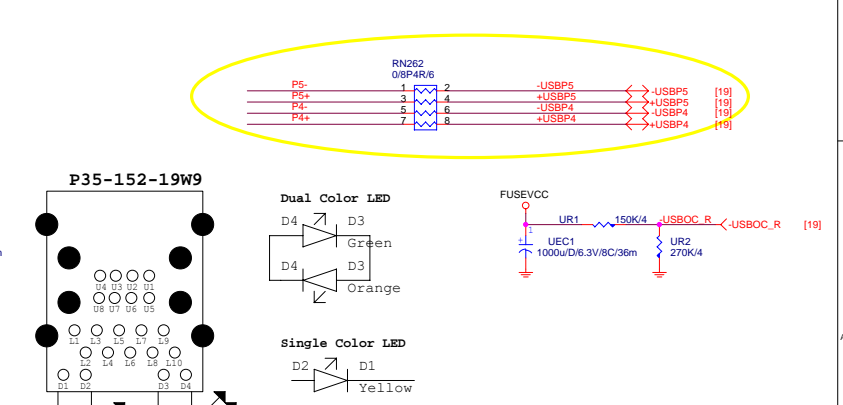 RN262
0/8P4R/6
P5- 1 2 -USBP5 -USBP5 [19]
P5+ 3 4 +USBP5 +USBP5 [19]
P4- 5 6 -USBP4 -USBP4 [19]
P4+ 7 8 +USBP4 +USBP4 [19]
P35-152-19W9
U4 U3 U2 U1
U8 U7 U6 U5
L1 L3 L5 L7 L9
L2 L4 L6 L8 L10
D1 D2 D3 D4
Dual Color LED
D4 D3
Green
D4 D3
Orange
Single Color LED
D2 D1
Yellow
FUSEVCC
UR1 150K/4 -USBOC_R -USBOC_R [19]
1
+
UEC1
1000u/D/6.3V/8C/36m
UR2
270K/4